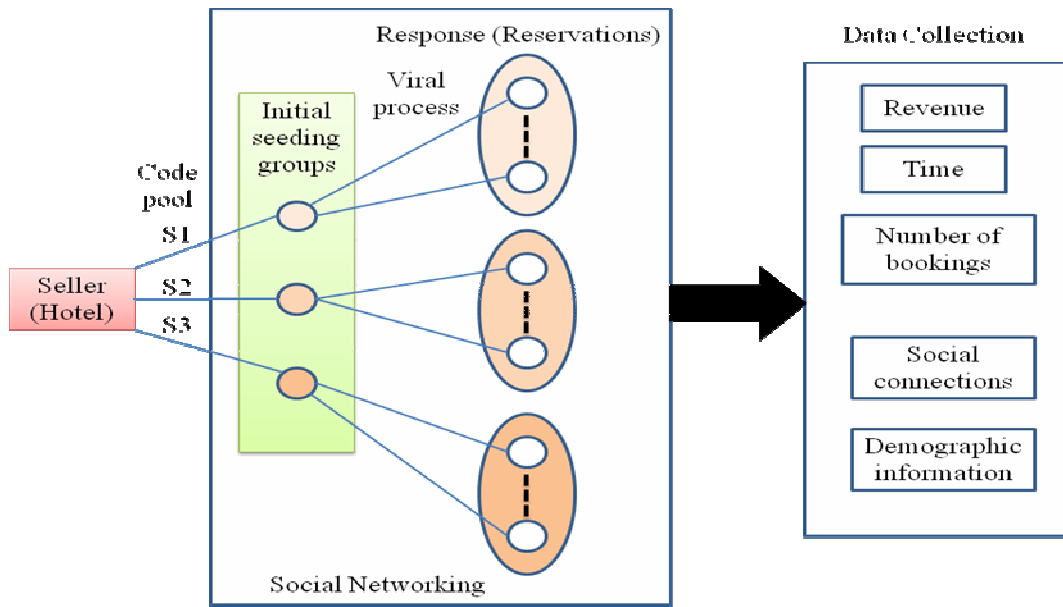 Response (Reservations)
Viral
process
Initial
seeding
groups
Code
pool
S1
S2
S3
Seller
(Hotel)
Social Networking
Data Collection
Revenue
Time
Number of
bookings
Social
connections
Demographic
information